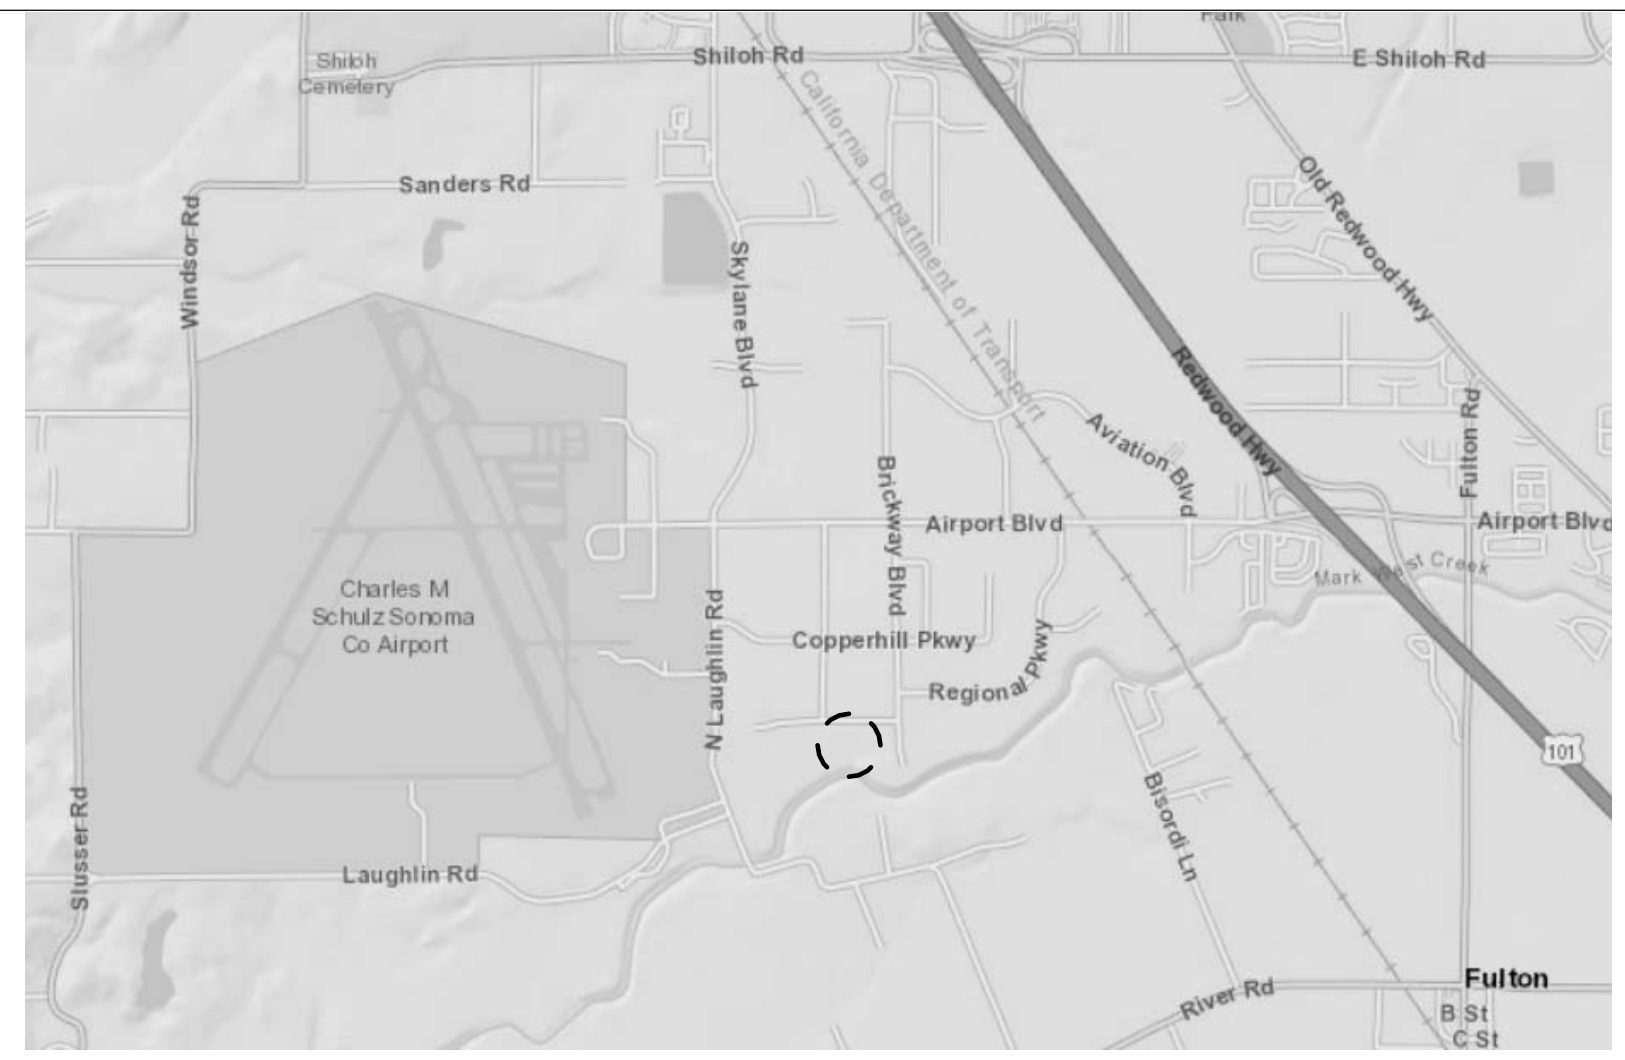 Park
Shiloh Rd
E Shiloh Rd
Shiloh
Cemetery
California Department of Transport
Old Redwood Hwy
Sanders Rd
Windsor Rd
Skylane Blvd
Redwood Hwy
Aviation Blvd
Fulton Rd
Brickway Blvd
Airport Blvd
Airport Blvd
Mark West Creek
Charles M
Schulz Sonoma
Co Airport
N Laughlin Rd
Copperhill Pkwy
Regional Pkwy
101
Bisordi Ln
Slusser Rd
Laughlin Rd
Fulton
River Rd
B St
C St